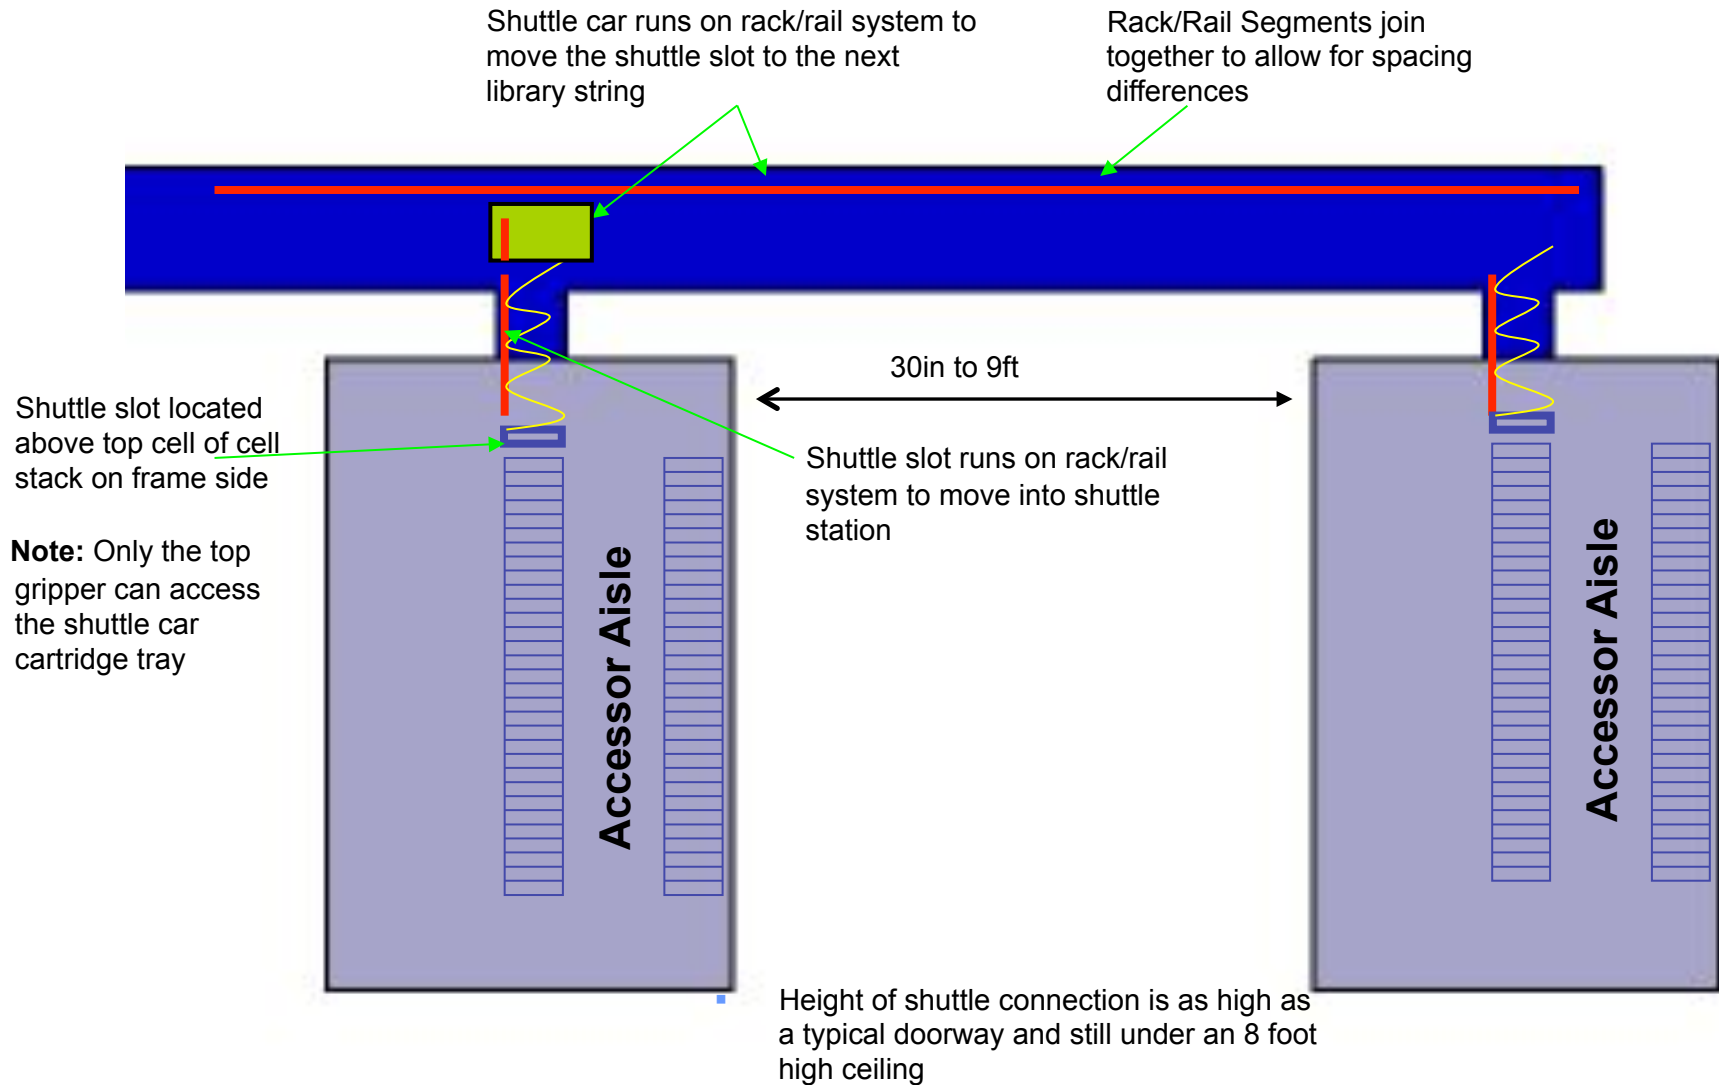 Shuttle car runs on rack/rail system to
move the shuttle slot to the next
library string
Rack/Rail Segments join
together to allow for spacing
differences
30in to 9ft
Shuttle slot located
above top cell of cell
stack on frame side
Note: Only the top
gripper can access
the shuttle car
cartridge tray
Shuttle slot runs on rack/rail
system to move into shuttle
station
Accessor Aisle
Accessor Aisle
Height of shuttle connection is as high as
a typical doorway and still under an 8 foot
high ceiling